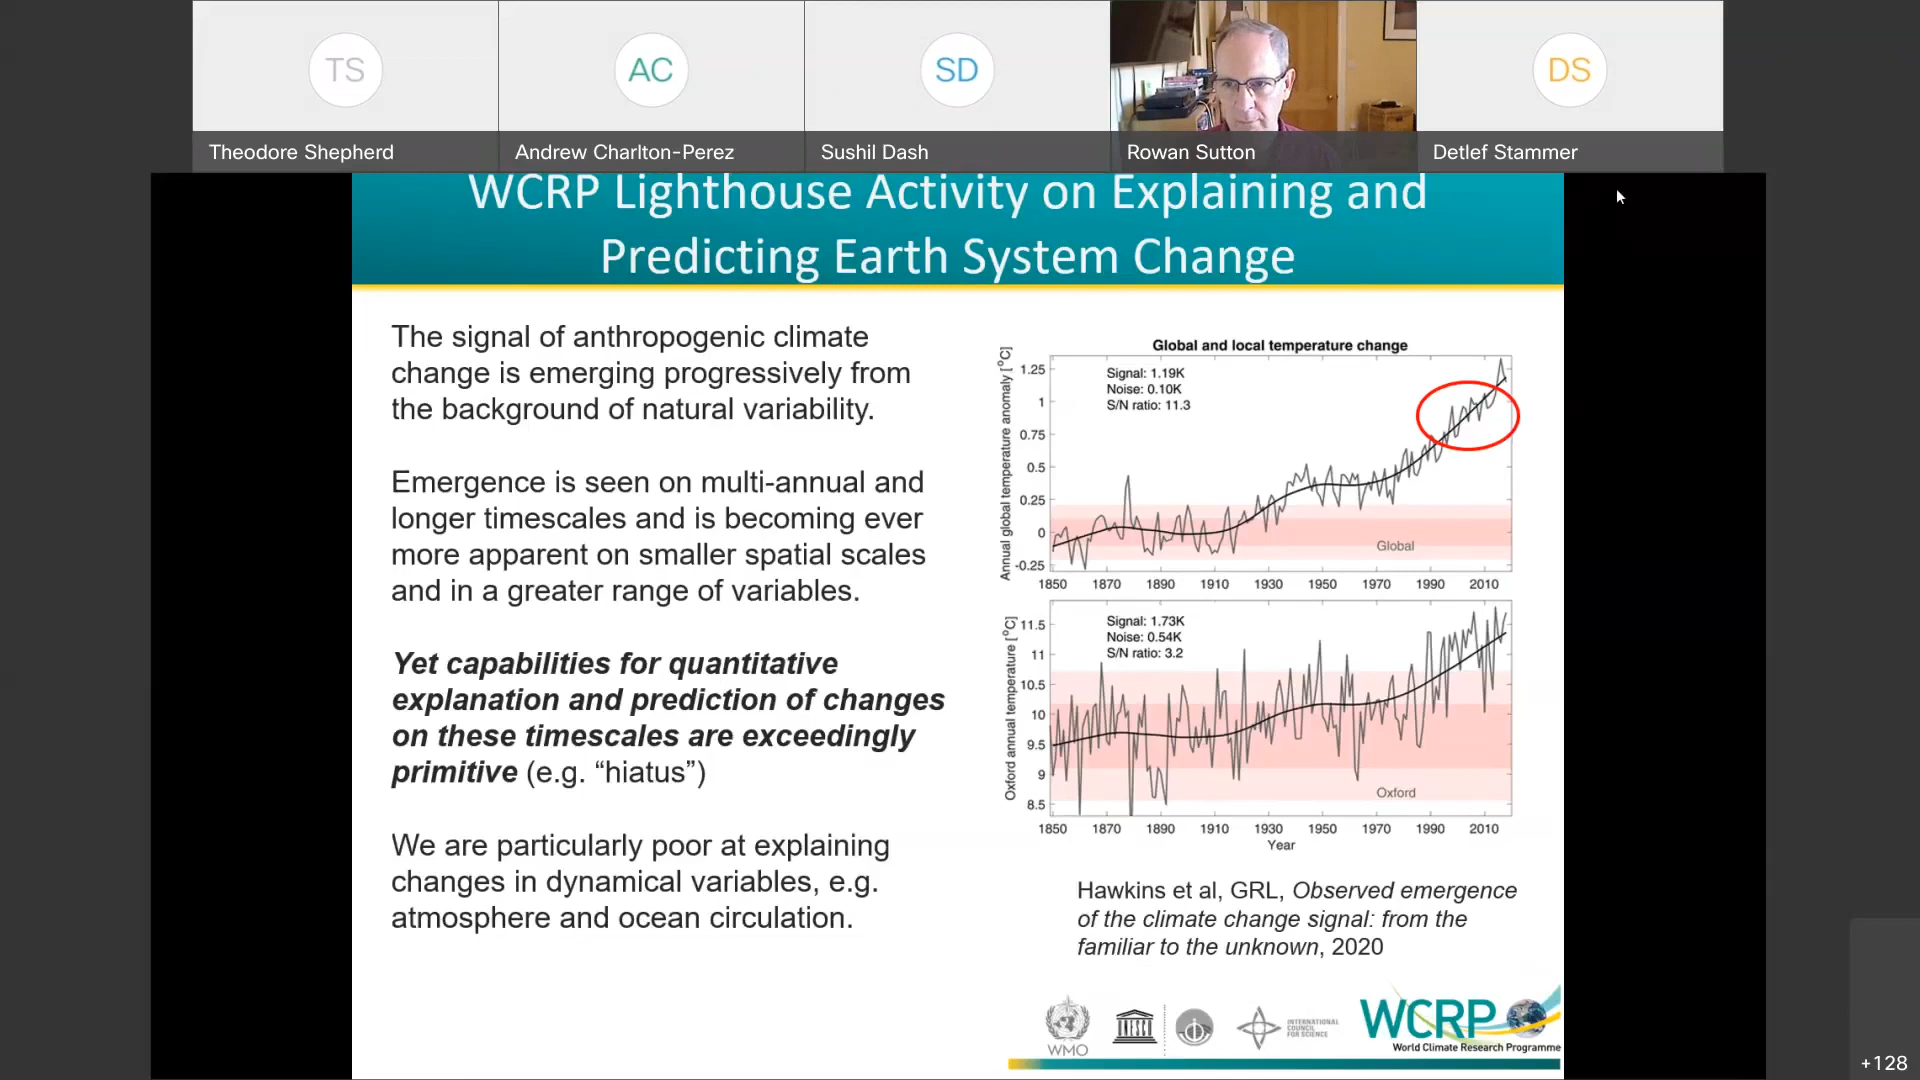 TS
AC
SD
DS
Theodore Shepherd
Andrew Charlton-Perez
Sushil Dash
Rowan Sutton
Detlef Stammer
WCRP Lighthouse Activity on Explaining and
Predicting Earth System Change
The signal of anthropogenic climate
change is emerging progressively from
the background of natural variability.
Emergence is seen on multi-annual and
longer timescales and is becoming ever
more apparent on smaller spatial scales
and in a greater range of variables.
Yet capabilities for quantitative
explanation and prediction of changes
on these timescales are exceedingly
primitive (e.g. “hiatus”)
We are particularly poor at explaining
changes in dynamical variables, e.g.
atmosphere and ocean circulation.
Global and local temperature change
Annual global temperature anomaly [°C]
1.25
1
0.75
0.5
0.25
0
-0.25
Signal: 1.19K
Noise: 0.10K
S/N ratio: 11.3
Global
1850 1870 1890 1910 1930 1950 1970 1990 2010
Oxford annual temperature [°C]
11.5
11
10.5
10
9.5
9
8.5
Signal: 1.73K
Noise: 0.54K
S/N ratio: 3.2
Oxford
1850 1870 1890 1910 1930 1950 1970 1990 2010
Year
Hawkins et al, GRL, Observed emergence
of the climate change signal: from the
familiar to the unknown, 2020
WMO
UNESCO
INTERNATIONAL
COUNCIL
FOR SCIENCE
WCRP
World Climate Research Programme
+128